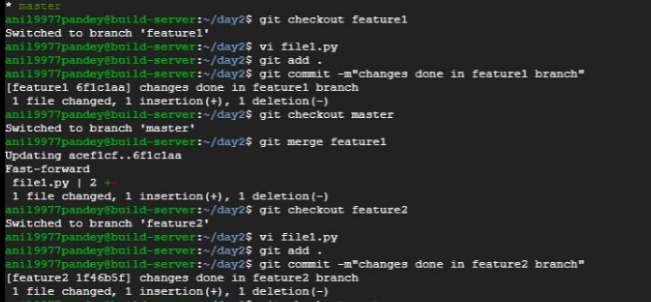 * master
anil9977pandey@build-server:~/day2$ git checkout feature1
Switched to branch 'feature1'
anil9977pandey@build-server:~/day2$ vi file1.py
anil9977pandey@build-server:~/day2$ git add .
anil9977pandey@build-server:~/day2$ git commit -m"changes done in feature1 branch"
[feature1 6f1c1aa] changes done in feature1 branch
 1 file changed, 1 insertion(+), 1 deletion(-)
anil9977pandey@build-server:~/day2$ git checkout master
Switched to branch 'master'
anil9977pandey@build-server:~/day2$ git merge feature1
Updating acef1cf..6f1c1aa
Fast-forward
 file1.py | 2 +-
 1 file changed, 1 insertion(+), 1 deletion(-)
anil9977pandey@build-server:~/day2$ git checkout feature2
Switched to branch 'feature2'
anil9977pandey@build-server:~/day2$ vi file1.py
anil9977pandey@build-server:~/day2$ git add .
anil9977pandey@build-server:~/day2$ git commit -m"changes done in feature2 branch"
[feature2 1f46b5f] changes done in feature2 branch
 1 file changed, 1 insertion(+), 1 deletion(-)